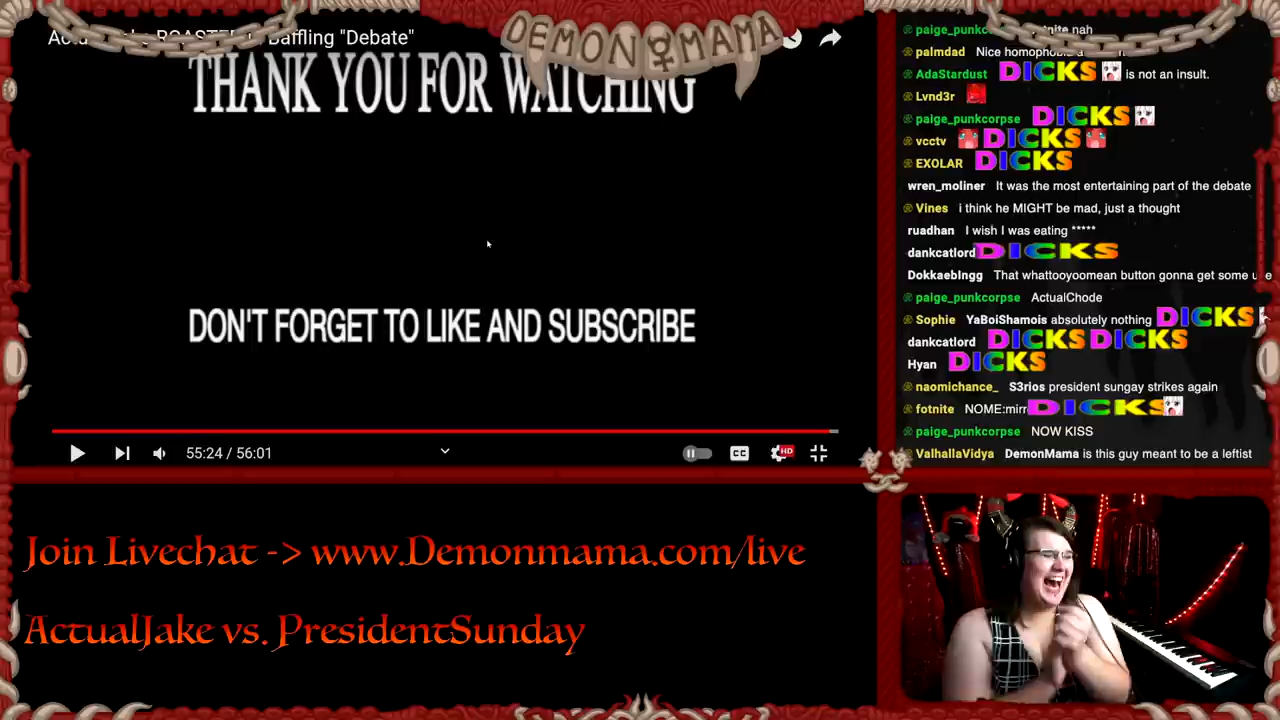 DEMON MAMA
Baffling "Debate"
THANK YOU FOR WATCHING
DON'T FORGET TO LIKE AND SUBSCRIBE
55:24 / 56:01
CC
HD
Join Livechat -> www.Demonmama.com/live
ActualJake vs. PresidentSunday
nah
palmdad Nice
AdaStardust DICKS is not an insult.
Lvnd3r
paige_punkcorpse DICKS
vcctv DICKS
EXOLAR DICKS
wren_moliner It was the most entertaining part of the debate
Vines i think he MIGHT be mad, just a thought
ruadhan I wish I was eating *****
dankcatlord DICKS
DokkaebIngg That whattooyoomean button gonna get some
paige_punkcorpse ActualChode
Sophie YaBoiShamois absolutely nothing DICKS
dankcatlord DICKS DICKS
Hyan DICKS
naomichance_ S3rios president sungay strikes again
fotnite NOME:mirr DICKS
paige_punkcorpse NOW KISS
ValhallaVidya DemonMama is this guy meant to be a leftist